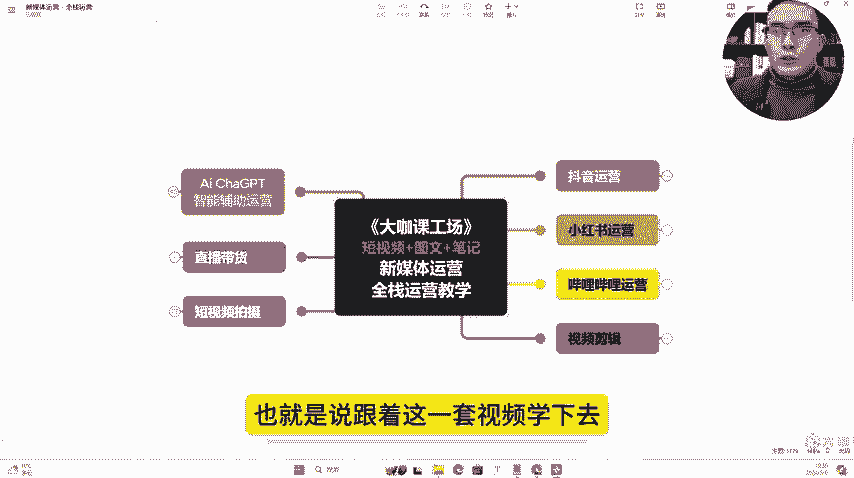 新媒体运营·全栈运营
Ai ChaGPT
智能辅助运营
直播带货
短视频拍摄
《大咖课工场》
短视频+图文+笔记
新媒体运营
全栈运营教学
抖音运营
小红书运营
哔哩哔哩运营
视频剪辑
也就是说跟着这一套视频学下去